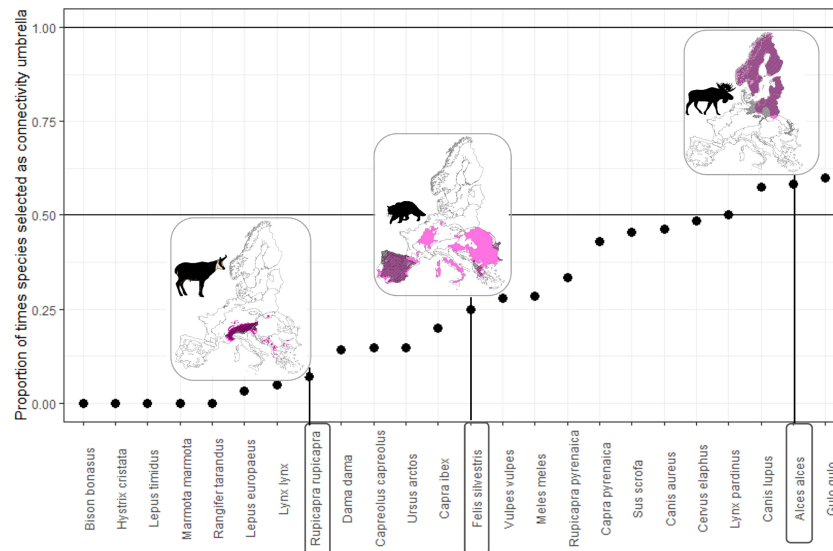 Proportion of times species selected as connectivity umbrella
1.00
0.75
0.50
0.25
0.00
Bison bonasus
Hystrix cristata
Lepus timidus
Marmota marmota
Rangifer tarandus
Lepus europaeus
Lynx lynx
Rupicapra rupicapra
Dama dama
Capreolus capreolus
Ursus arctos
Capra ibex
Felis silvestris
Vulpes vulpes
Meles meles
Rupicapra pyrenaica
Capra pyrenaica
Sus scrofa
Canis aureus
Cervus elaphus
Lynx pardinus
Canis lupus
Alces alces
Gulo gulo